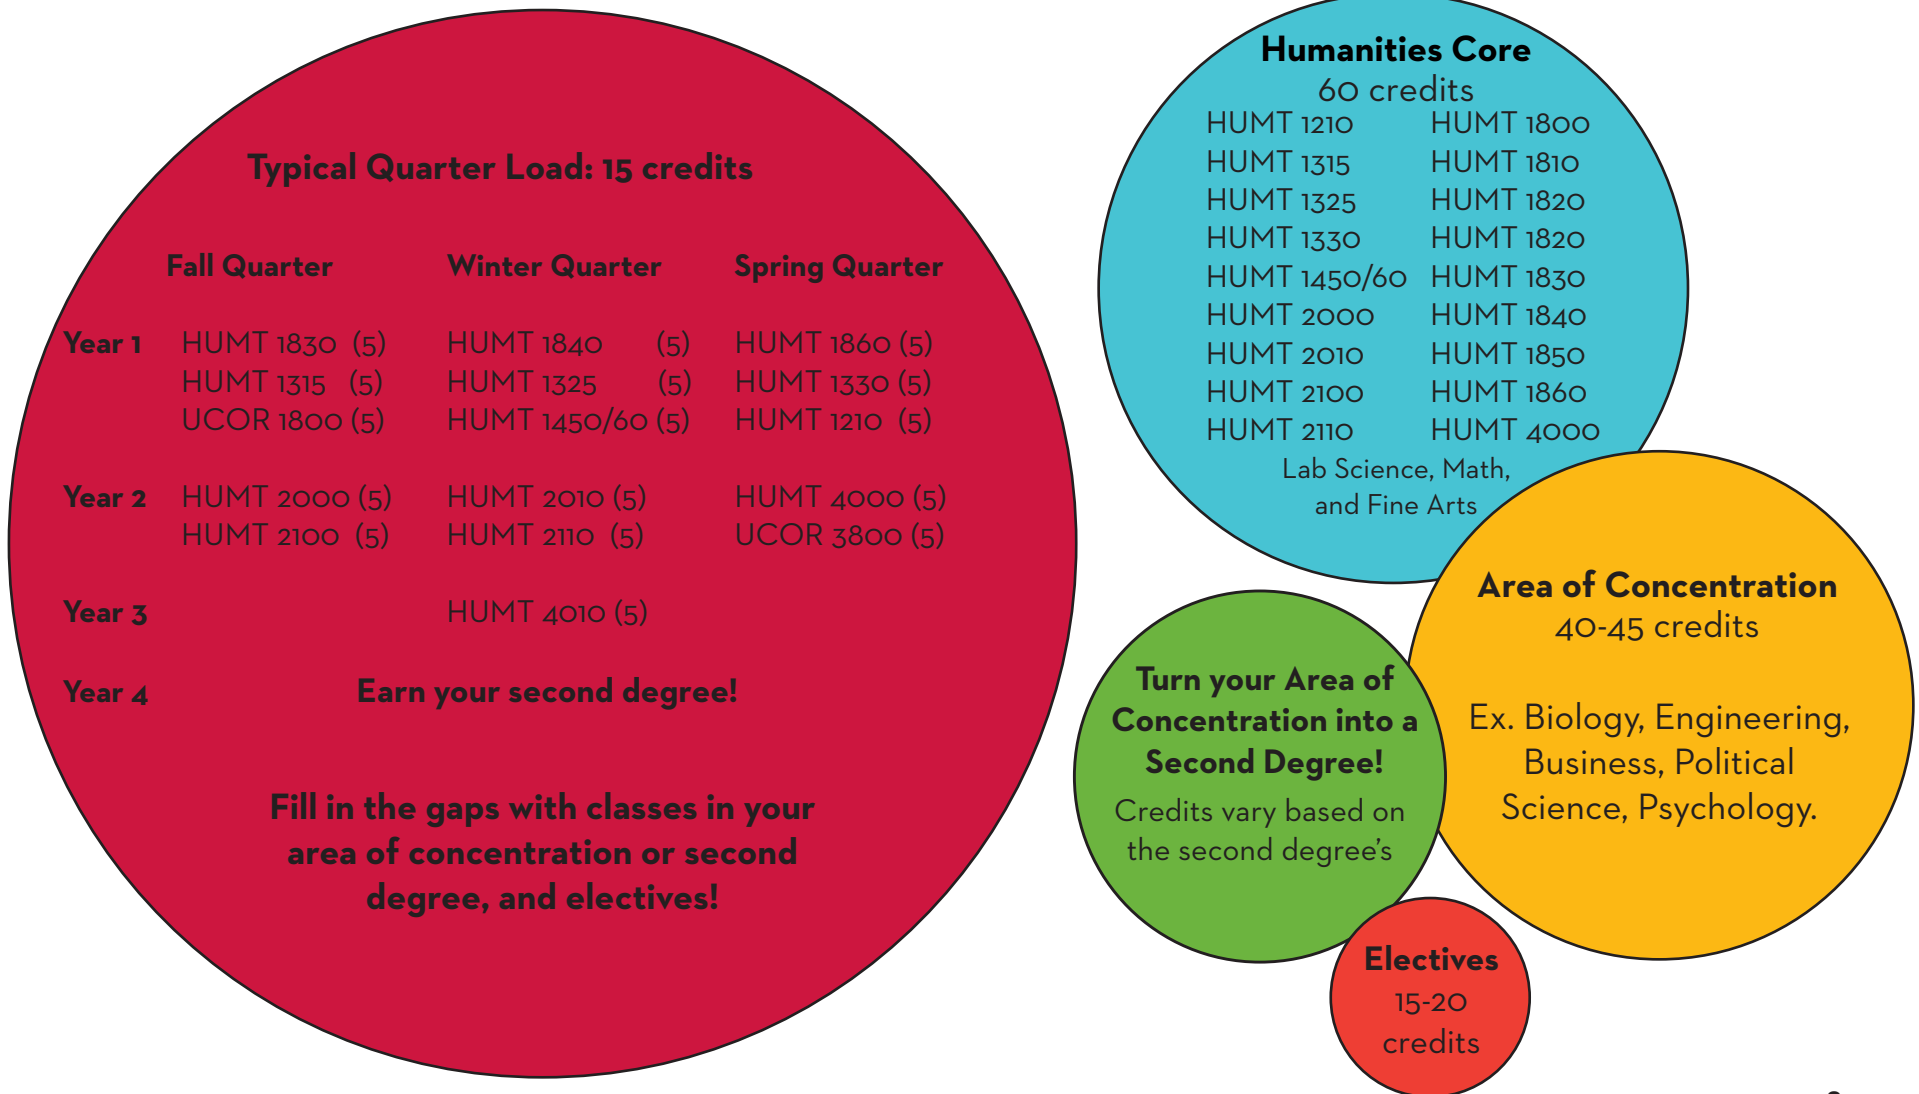 Typical Quarter Load: 15 credits
Fall Quarter Winter Quarter Spring Quarter
Year 1 HUMT 1830 (5) HUMT 1840 (5) HUMT 1860 (5)
HUMT 1315 (5) HUMT 1325 (5) HUMT 1330 (5)
UCOR 1800 (5) HUMT 1450/60 (5) HUMT 1210 (5)
Year 2 HUMT 2000 (5) HUMT 2010 (5) HUMT 4000 (5)
HUMT 2100 (5) HUMT 2110 (5) UCOR 3800 (5)
Year 3 HUMT 4010 (5)
Year 4 Earn your second degree!
Fill in the gaps with classes in your
area of concentration or second
degree, and electives!
Humanities Core
60 credits
HUMT 1210 HUMT 1800
HUMT 1315 HUMT 1810
HUMT 1325 HUMT 1820
HUMT 1330 HUMT 1820
HUMT 1450/60 HUMT 1830
HUMT 2000 HUMT 1840
HUMT 2010 HUMT 1850
HUMT 2100 HUMT 1860
HUMT 2110 HUMT 4000
Lab Science, Math,
and Fine Arts
Area of Concentration
40-45 credits
Ex. Biology, Engineering,
Business, Political
Science, Psychology.
Turn your Area of
Concentration into a
Second Degree!
Credits vary based on
the second degree's
Electives
15-20
credits